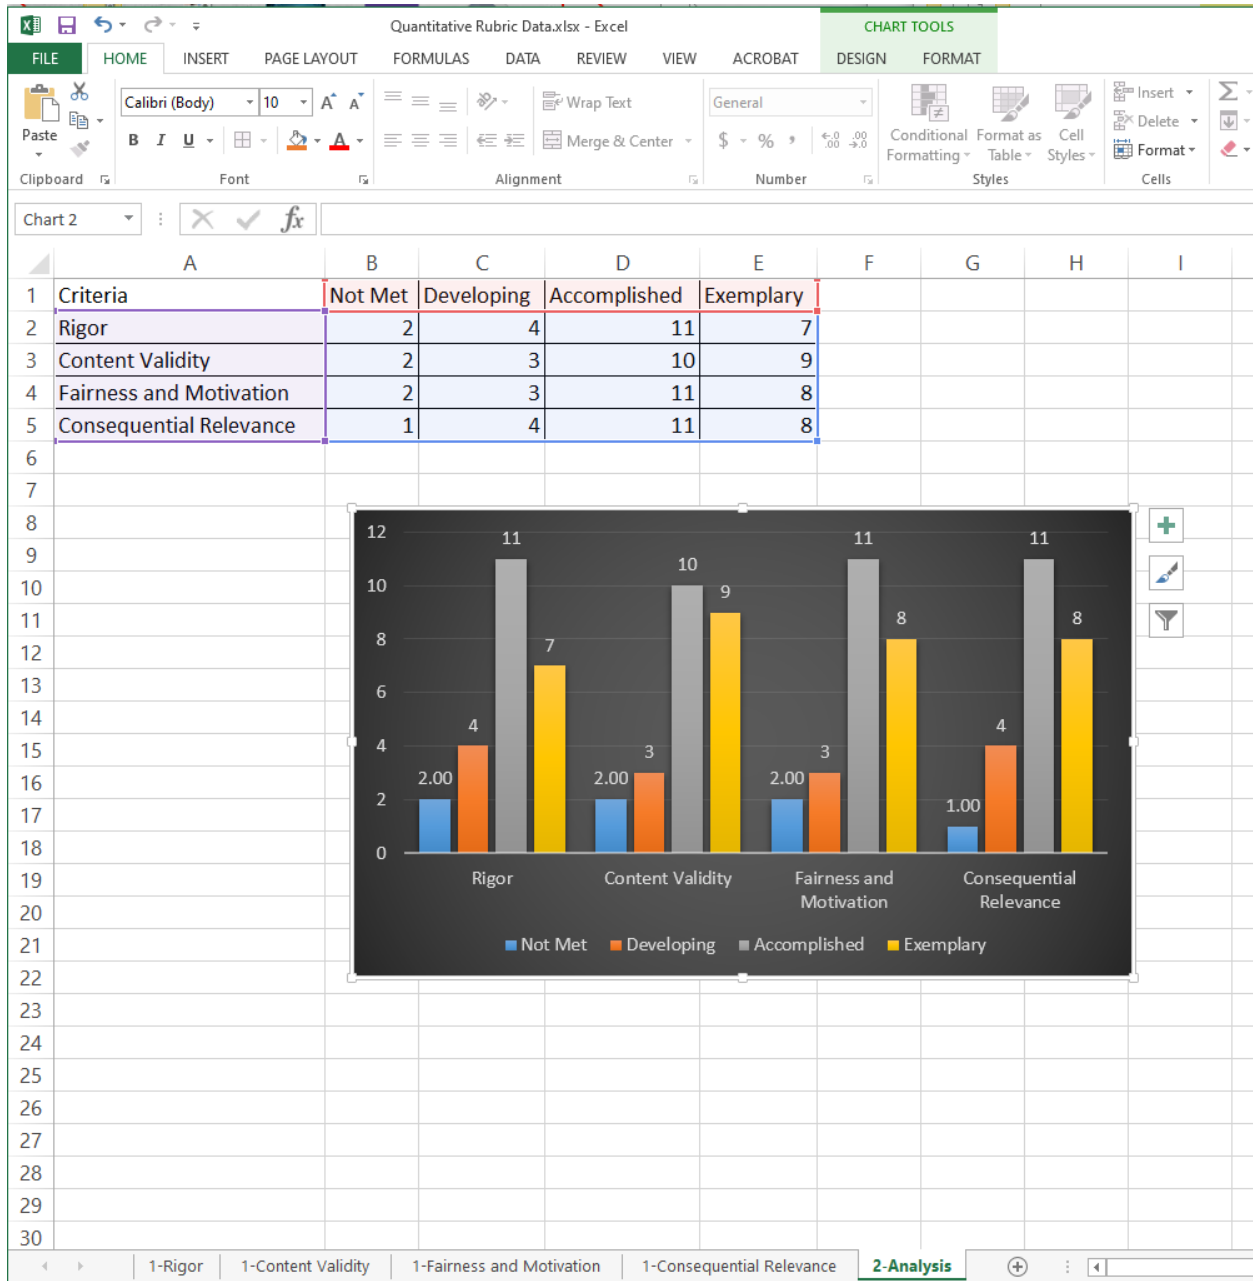 Quantitative Rubric Data.xlsx - Excel
CHART TOOLS
FILE HOME INSERT PAGE LAYOUT FORMULAS DATA REVIEW VIEW ACROBAT DESIGN FORMAT
Calibri (Body) 10 A A Wrap Text General Insert
Paste B I U A Merge & Center $ % , Conditional Formatting Format as Table Cell Styles Delete
Format
Clipboard Font Alignment Number Styles Cells
Chart 2 fx
A B C D E F G H I
1 Criteria Not Met Developing Accomplished Exemplary
2 Rigor 2 4 11 7
3 Content Validity 2 3 10 9
4 Fairness and Motivation 2 3 11 8
5 Consequential Relevance 1 4 11 8
6
7
8
9
10
11
12
13
14
15
16
17
18
19
20
21
22
23
24
25
26
27
28
29
30
12
10
8
6
4
2
0
2.00 4 11 7
2.00 3 10 9
2.00 3 11 8
1.00 4 11 8
Rigor Content Validity Fairness and Consequential
Motivation Relevance
Not Met Developing Accomplished Exemplary
1-Rigor 1-Content Validity 1-Fairness and Motivation 1-Consequential Relevance 2-Analysis